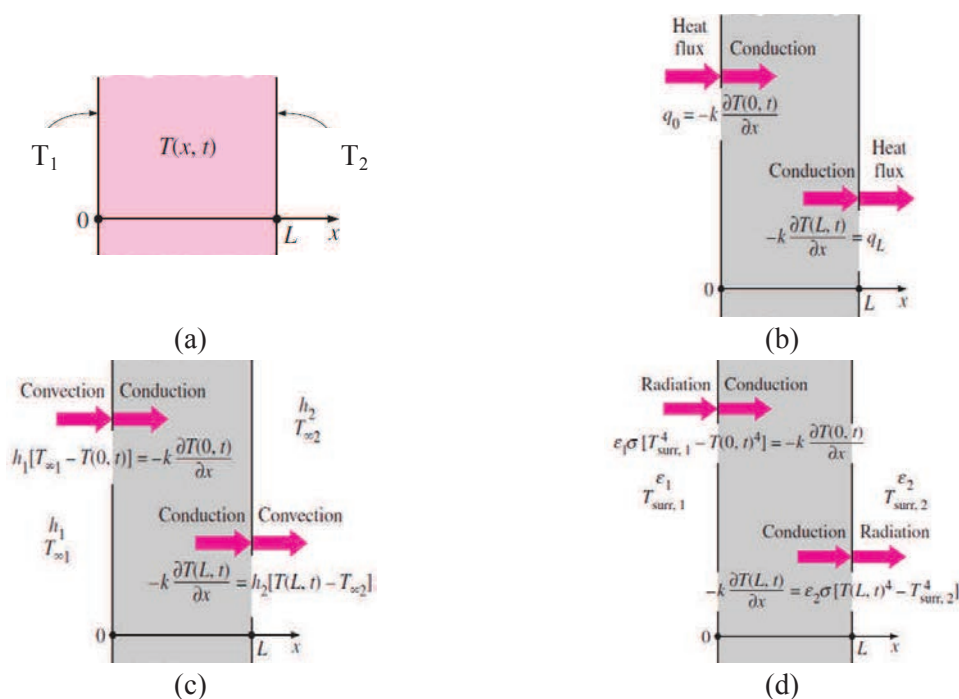 T₁
T(x, t)
T₂
0
L
x
(a)
Heat
flux
Conduction
q₀ = −k ∂T(0, t)/∂x
Heat
flux
Conduction
−k ∂T(L, t)/∂x = q_L
0
L
x
(b)
Convection
Conduction
h₂
T∞2
h₁[T∞1 − T(0, t)] = −k ∂T(0, t)/∂x
h₁
T∞1
Conduction
Convection
−k ∂T(L, t)/∂x = h₂[T(L, t) − T∞2]
0
L
x
(c)
Radiation
Conduction
ε₁σ[T⁴surr, 1 − T(0, t)⁴] = −k ∂T(0, t)/∂x
ε₁
Tsurr, 1
ε₂
Tsurr, 2
Conduction
Radiation
−k ∂T(L, t)/∂x = ε₂σ[T(L, t)⁴ − T⁴surr, 2]
0
L
x
(d)